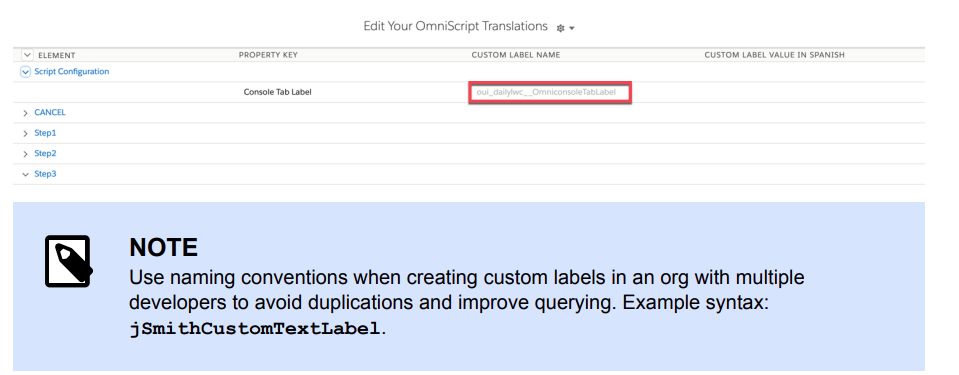 Edit Your OmniScript Translations
ELEMENT PROPERTY KEY CUSTOM LABEL NAME CUSTOM LABEL VALUE IN SPANISH
Script Configuration
Console Tab Label oui_dailylwc__OmniconsoleTabLabel
CANCEL
Step1
Step2
Step3
NOTE
Use naming conventions when creating custom labels in an org with multiple
developers to avoid duplications and improve querying. Example syntax:
jSmithCustomTextLabel.